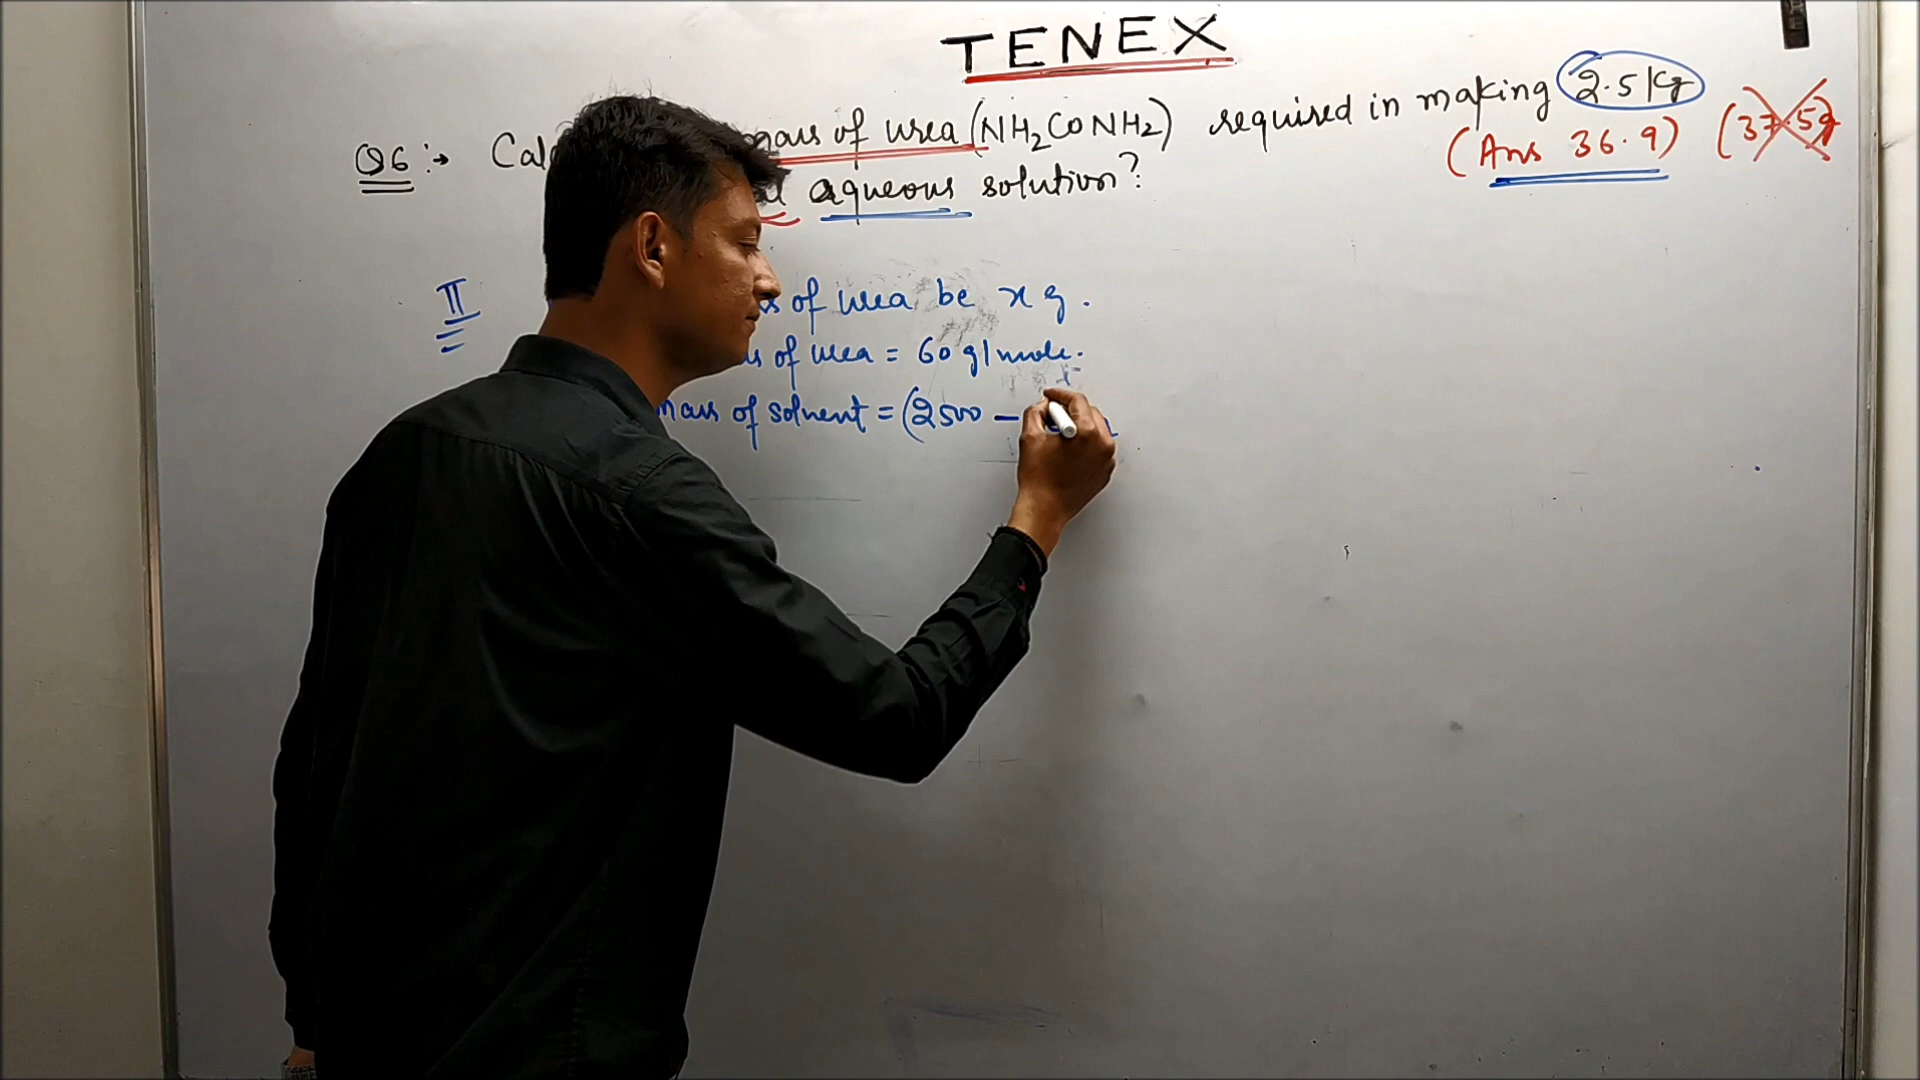 TENEX
Q6:→ Calc mass of urea (NH₂CONH₂) required in making 2.5 Kg
(Ans 36.9) (37.5g)
aqueous solution?
II of urea be x g.
of urea = 60 g/mole.
mass of solvent = (2500 –